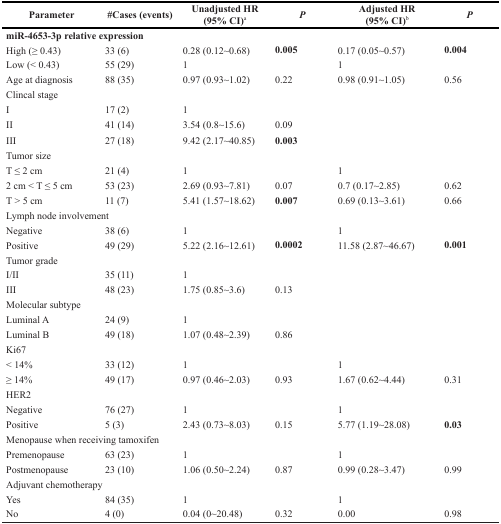 Parameter #Cases (events) Unadjusted HR (95% CI)a P Adjusted HR (95% CI)b P
miR-4653-3p relative expression
High (≥ 0.43) 33 (6) 0.28 (0.12~0.68) 0.005 0.17 (0.05~0.57) 0.004
Low (< 0.43) 55 (29) 1 1
Age at diagnosis 88 (35) 0.97 (0.93~1.02) 0.22 0.98 (0.91~1.05) 0.56
Clincal stage
I 17 (2) 1
II 41 (14) 3.54 (0.8~15.6) 0.09
III 27 (18) 9.42 (2.17~40.85) 0.003
Tumor size
T ≤ 2 cm 21 (4) 1 1
2 cm < T ≤ 5 cm 53 (23) 2.69 (0.93~7.81) 0.07 0.7 (0.17~2.85) 0.62
T > 5 cm 11 (7) 5.41 (1.57~18.62) 0.007 0.69 (0.13~3.61) 0.66
Lymph node involvement
Negative 38 (6) 1 1
Positive 49 (29) 5.22 (2.16~12.61) 0.0002 11.58 (2.87~46.67) 0.001
Tumor grade
I/II 35 (11) 1
III 48 (23) 1.75 (0.85~3.6) 0.13
Molecular subtype
Luminal A 24 (9) 1
Luminal B 49 (18) 1.07 (0.48~2.39) 0.86
Ki67
< 14% 33 (12) 1 1
≥ 14% 49 (17) 0.97 (0.46~2.03) 0.93 1.67 (0.62~4.44) 0.31
HER2
Negative 76 (27) 1 1
Positive 5 (3) 2.43 (0.73~8.03) 0.15 5.77 (1.19~28.08) 0.03
Menopause when receiving tamoxifen
Premenopause 63 (23) 1 1
Postmenopause 23 (10) 1.06 (0.50~2.24) 0.87 0.99 (0.28~3.47) 0.99
Adjuvant chemotherapy
Yes 84 (35) 1 1
No 4 (0) 0.04 (0~20.48) 0.32 0.00 0.98